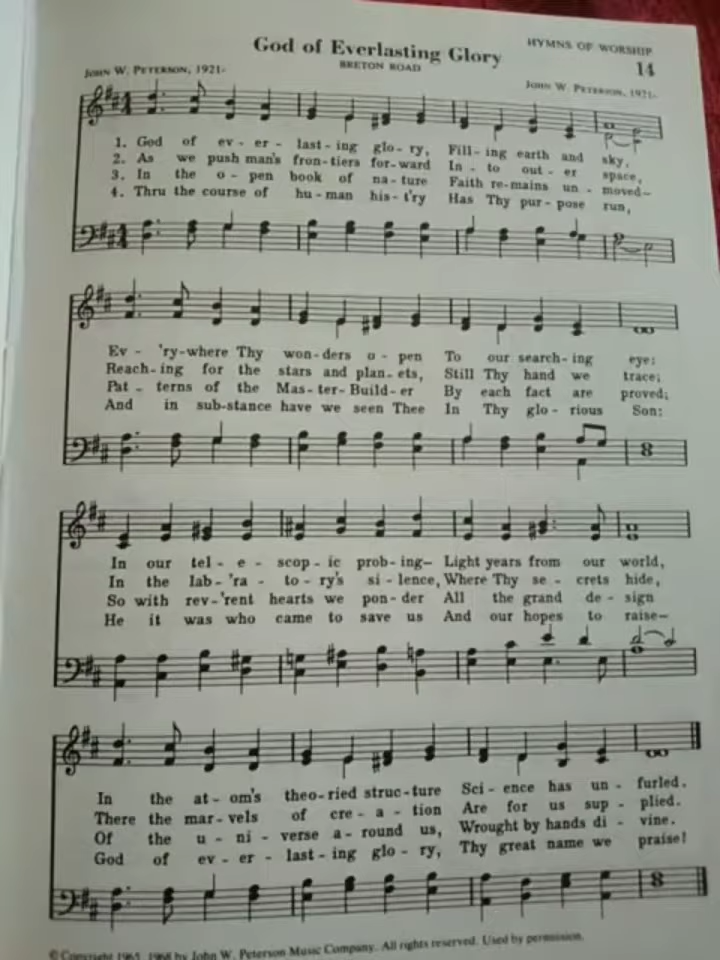 God of Everlasting Glory
HYMNS OF WORSHIP
14
JOHN W. PETERSON, 1921-
BRETON ROAD
JOHN W. PETERSON, 1921-
1. God of ev - er - last - ing glo - ry, Fill - ing earth and sky,
2. As we push man's fron - tiers for - ward In - to out - er space,
3. In the o - pen book of na - ture Faith re - mains un - moved—
4. Thru the course of hu - man his - t'ry Has Thy pur - pose run,
Ev - 'ry-where Thy won - ders o - pen To our search - ing eye:
Reach - ing for the stars and plan - ets, Still Thy hand we trace;
Pat - terns of the Mas - ter - Build - er By each fact are proved;
And in sub-stance have we seen Thee In Thy glo - rious Son:
8
In our tel - e - scop - ic prob - ing— Light years from our world,
In the lab - 'ra - to - ry's si - lence, Where Thy se - crets hide,
So with rev - 'rent hearts we pon - der All the grand de - sign
He it was who came to save us And our hopes to raise—
In the at - om's theo - ried struc - ture Sci - ence has un - furled.
There the mar - vels of cre - a - tion Are for us sup - plied.
Of the u - ni - verse a - round us, Wrought by hands di - vine.
God of ev - er - last - ing glo - ry, Thy great name we praise!
8
© Copyright 1965, 1968 by John W. Peterson Music Company. All rights reserved. Used by permission.